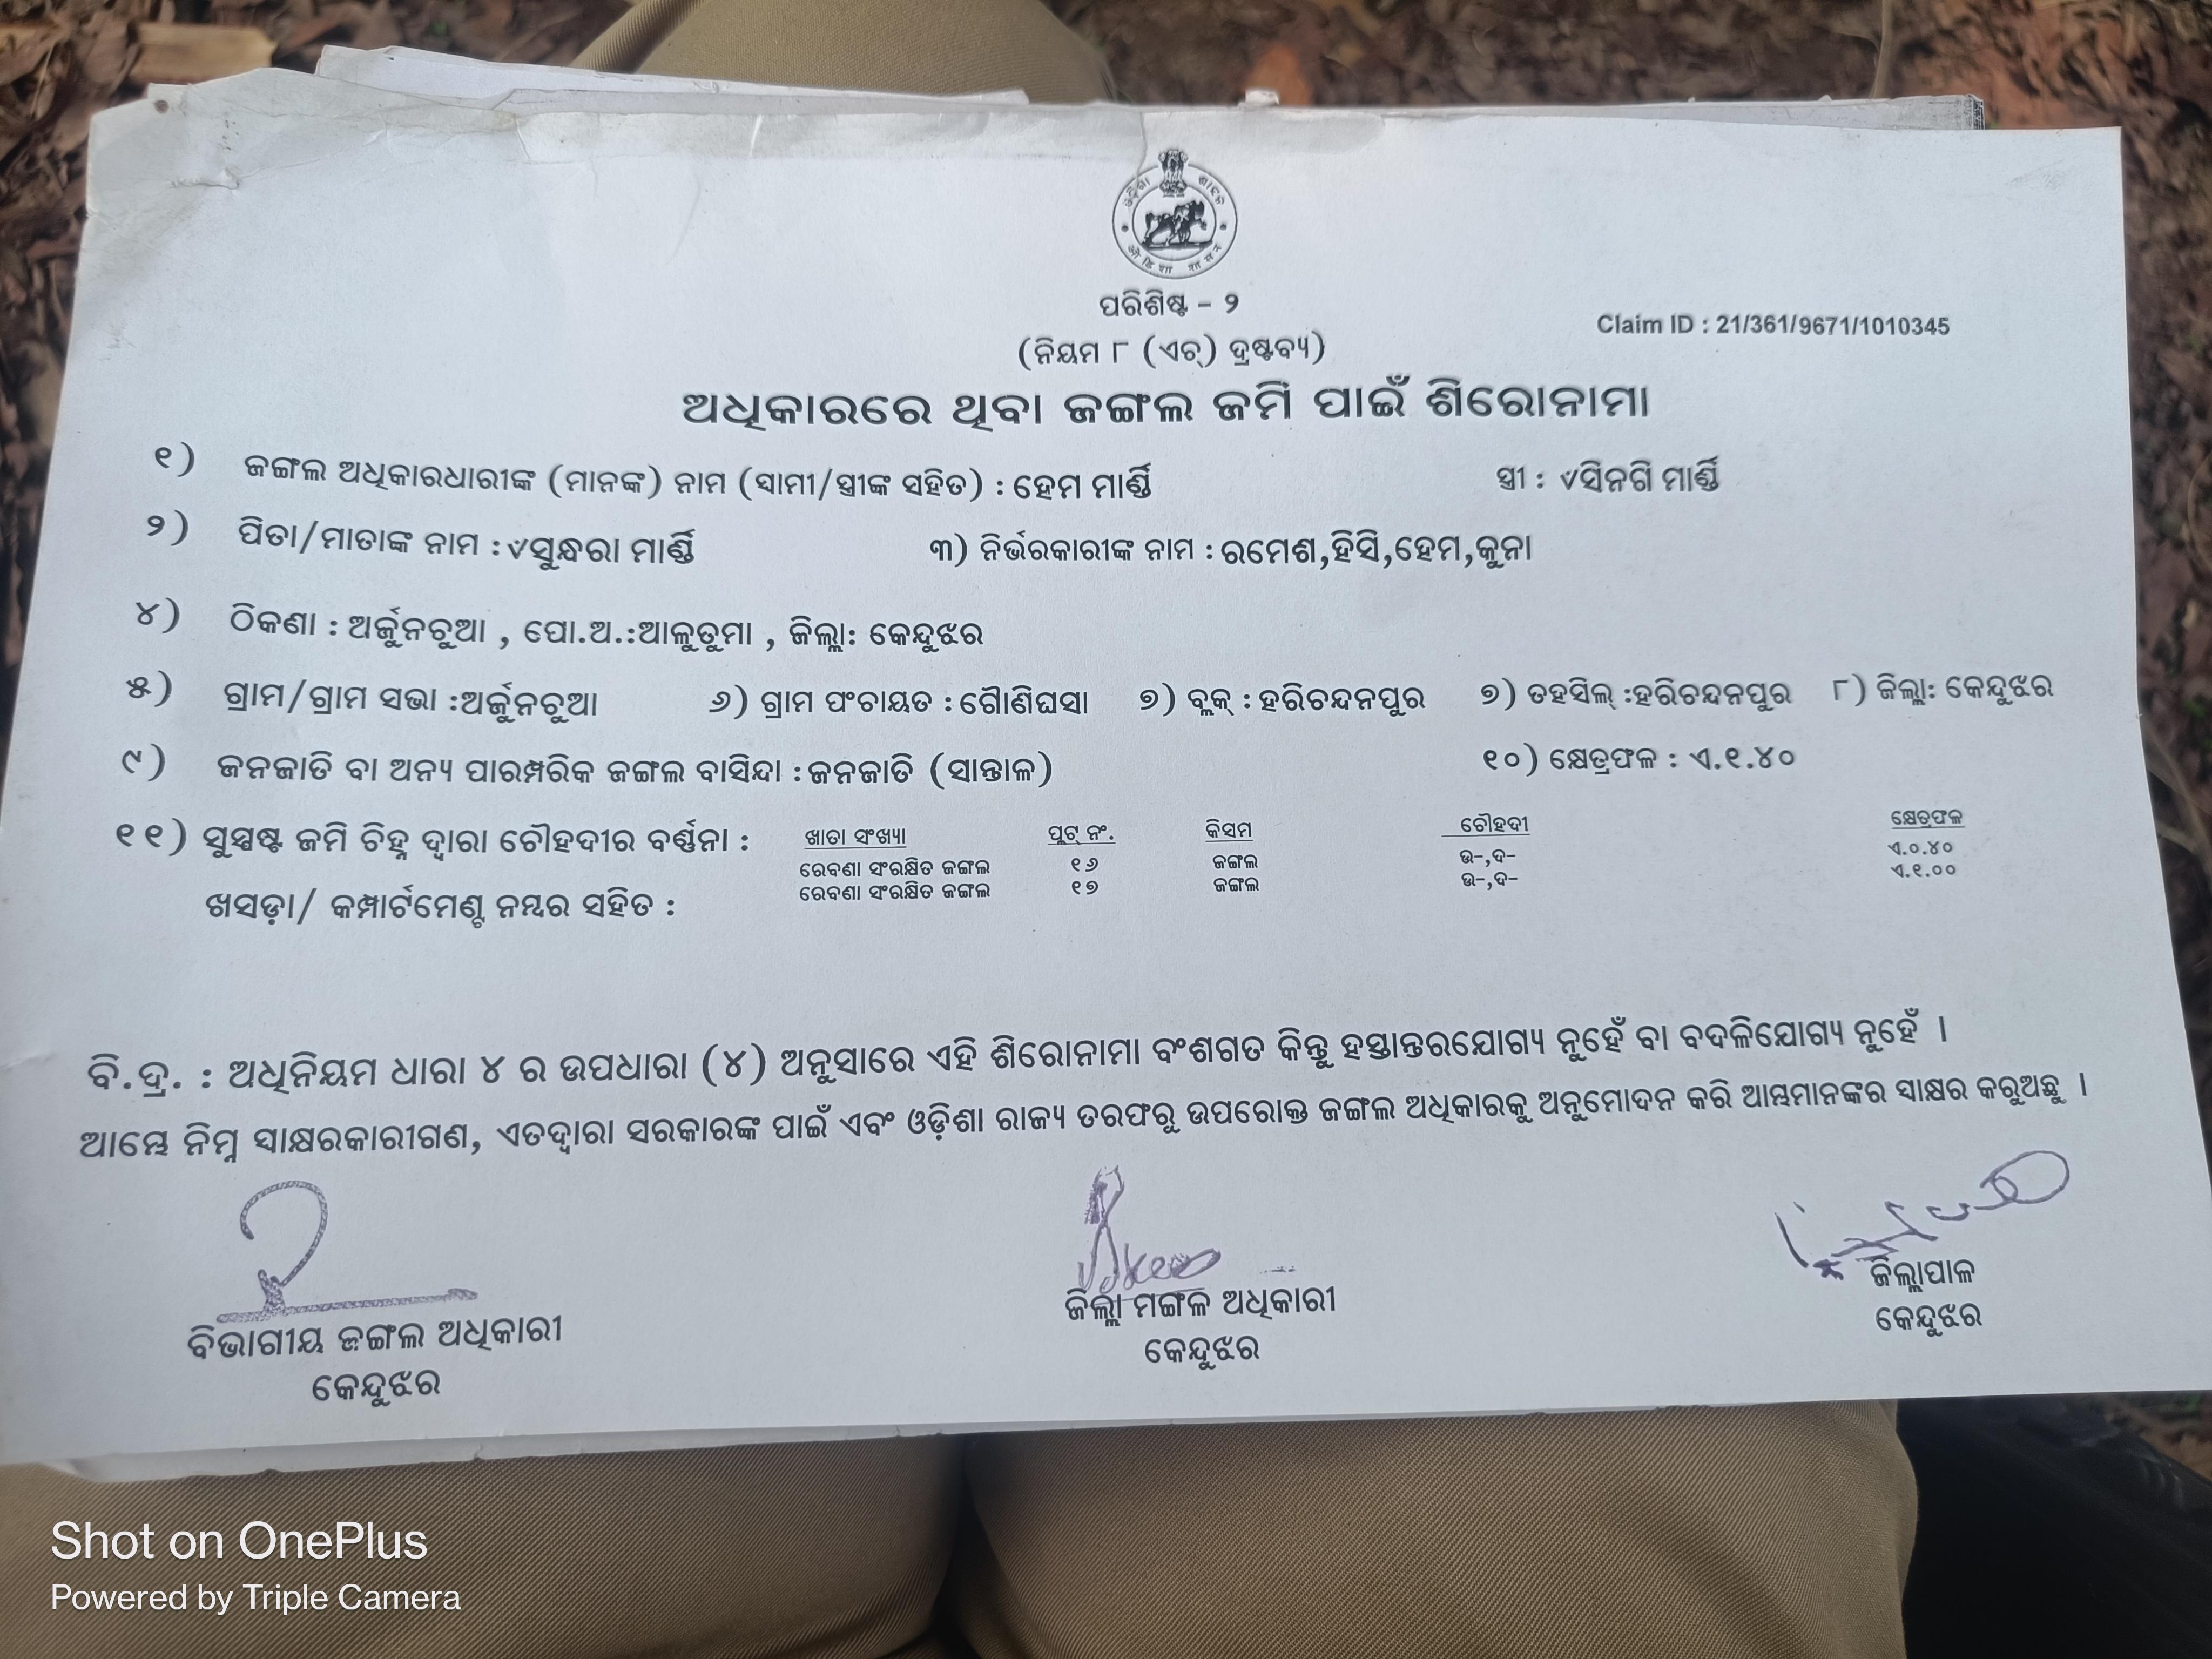 ଓଡ଼ିଶା ଶାସନ
ओडिशा शासन
ପରିଶିଷ୍ଟ - ୨
Claim ID : 21/361/9671/1010345
(ନିୟମ ୮ (ଏଚ୍) ଦ୍ରଷ୍ଟବ୍ୟ)
ଅଧିକାରରେ ଥିବା ଜଙ୍ଗଲ ଜମି ପାଇଁ ଶିରୋନାମା
୧) ଜଙ୍ଗଲ ଅଧିକାରଧାରୀଙ୍କ (ମାନଙ୍କ) ନାମ (ସାମୀ/ସ୍ତ୍ରୀଙ୍କ ସହିତ) : ହେମ ମାର୍ଣ୍ଡି ସ୍ତ୍ରୀ : ୰ସିନଗି ମାର୍ଣ୍ଡି
୨) ପିତା/ମାତାଙ୍କ ନାମ : ୰ସୁନ୍ଧରା ମାର୍ଣ୍ଡି ୩) ନିର୍ଭରକାରୀଙ୍କ ନାମ : ରମେଶ,ହିସି,ହେମ,କୁନା
୪) ଠିକଣା : ଅର୍ଜୁନଚୁଆ , ପୋ.ଅ.:ଆଳୁତୁମା , ଜିଲ୍ଲା: କେନ୍ଦୁଝର
୫) ଗ୍ରାମ/ଗ୍ରାମ ସଭା :ଅର୍ଜୁନଚୁଆ ୬) ଗ୍ରାମ ପଂଚାୟତ : ଗୌଣିଘସା ୭) ବ୍ଲକ୍ : ହରିଚନ୍ଦନପୁର ୭) ତହସିଲ୍ :ହରିଚନ୍ଦନପୁର ୮) ଜିଲ୍ଲା: କେନ୍ଦୁଝର
୯) ଜନଜାତି ବା ଅନ୍ୟ ପାରମ୍ପରିକ ଜଙ୍ଗଲ ବାସିନ୍ଦା : ଜନଜାତି (ସାନ୍ତାଳ) ୧୦) କ୍ଷେତ୍ରଫଳ : ଏ.୧.୪୦
୧୧) ସୁସ୍ପଷ୍ଟ ଜମି ଚିହ୍ନ ଦ୍ୱାରା ଚୌହଦୀର ବର୍ଣ୍ଣନା : ଖାତା ସଂଖ୍ୟା ପ୍ଲଟ୍ ନଂ. କିସମ ଚୌହଦୀ କ୍ଷେତ୍ରଫଳ
ରେବଣା ସଂରକ୍ଷିତ ଜଙ୍ଗଲ ୧୬ ଜଙ୍ଗଲ ଉ-,ଦ- ଏ.୦.୪୦
ରେବଣା ସଂରକ୍ଷିତ ଜଙ୍ଗଲ ୧୭ ଜଙ୍ଗଲ ଉ-,ଦ- ଏ.୧.୦୦
ଖସଡ଼ା/ କମ୍ପାର୍ଟମେଣ୍ଟ ନମ୍ବର ସହିତ :
ବି.ଦ୍ର. : ଅଧିନିୟମ ଧାରା ୪ ର ଉପଧାରା (୪) ଅନୁସାରେ ଏହି ଶିରୋନାମା ବଂଶଗତ କିନ୍ତୁ ହସ୍ତାନ୍ତରଯୋଗ୍ୟ ନୁହେଁ ବା ବଦଳିଯୋଗ୍ୟ ନୁହେଁ ।
ଆମ୍ଭେ ନିମ୍ନ ସାକ୍ଷରକାରୀଗଣ, ଏତଦ୍ୱାରା ସରକାରଙ୍କ ପାଇଁ ଏବଂ ଓଡ଼ିଶା ରାଜ୍ୟ ତରଫରୁ ଉପରୋକ୍ତ ଜଙ୍ଗଲ ଅଧିକାରକୁ ଅନୁମୋଦନ କରି ଆମ୍ଭମାନଙ୍କର ସାକ୍ଷର କରୁଅଛୁ ।
ବିଭାଗୀୟ ଜଙ୍ଗଲ ଅଧିକାରୀ
କେନ୍ଦୁଝର
ଜିଲ୍ଲା ମଙ୍ଗଳ ଅଧିକାରୀ
କେନ୍ଦୁଝର
ଜିଲ୍ଲାପାଳ
କେନ୍ଦୁଝର
Shot on OnePlus
Powered by Triple Camera